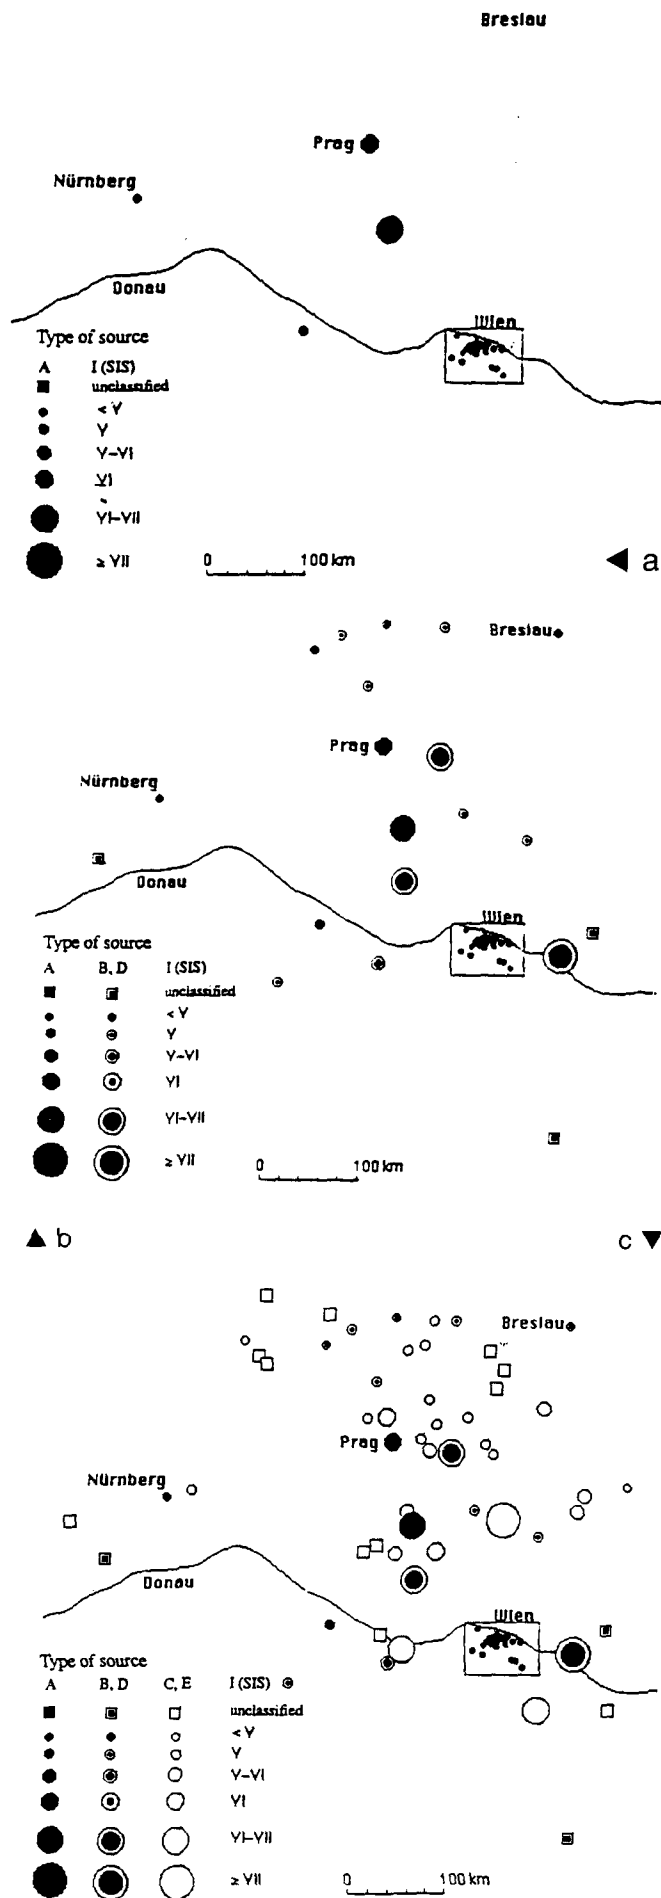 Breslau
Prag
Nürnberg
Donau
Wien
Type of source
A I (SIS)
unclassified
< V
V
V-VI
VI
VI-VII
≥ VII
0 100 km
◀ a
Breslau
Prag
Nürnberg
Donau
Wien
Type of source
A B, D I (SIS)
unclassified
< V
V
V-VI
VI
VI-VII
≥ VII
0 100 km
▲ b c ▼
Breslau
Prag
Nürnberg
Donau
Wien
Type of source
A B, D C, E I (SIS)
unclassified
< V
V
V-VI
VI
VI-VII
≥ VII
0 100 km